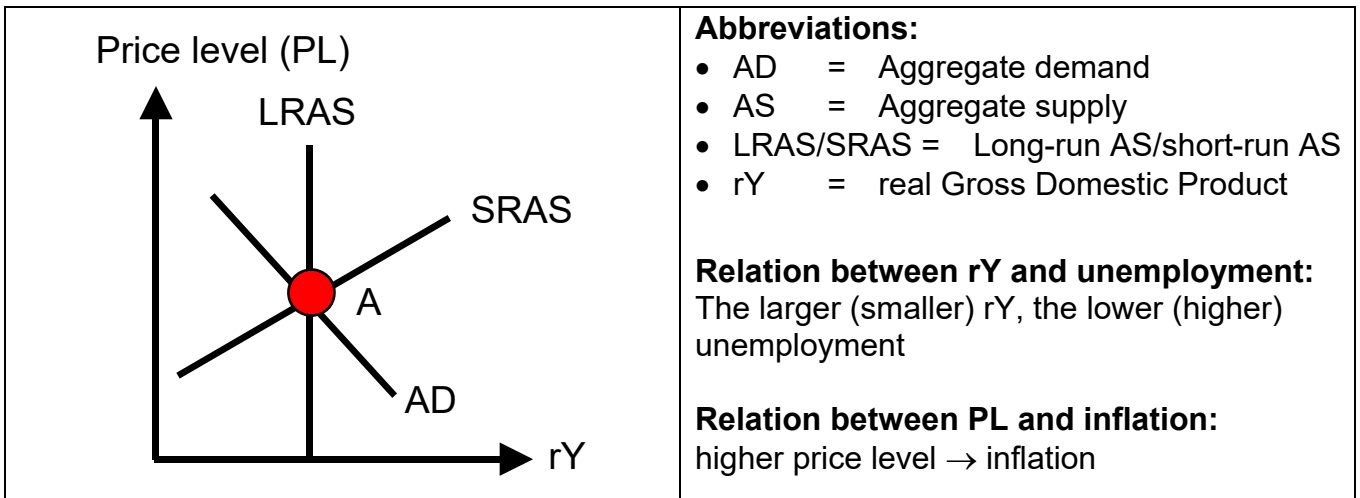 Price level (PL)
LRAS
SRAS
A
AD
rY
Abbreviations:
• AD = Aggregate demand
• AS = Aggregate supply
• LRAS/SRAS = Long-run AS/short-run AS
• rY = real Gross Domestic Product
Relation between rY and unemployment:
The larger (smaller) rY, the lower (higher)
unemployment
Relation between PL and inflation:
higher price level → inflation